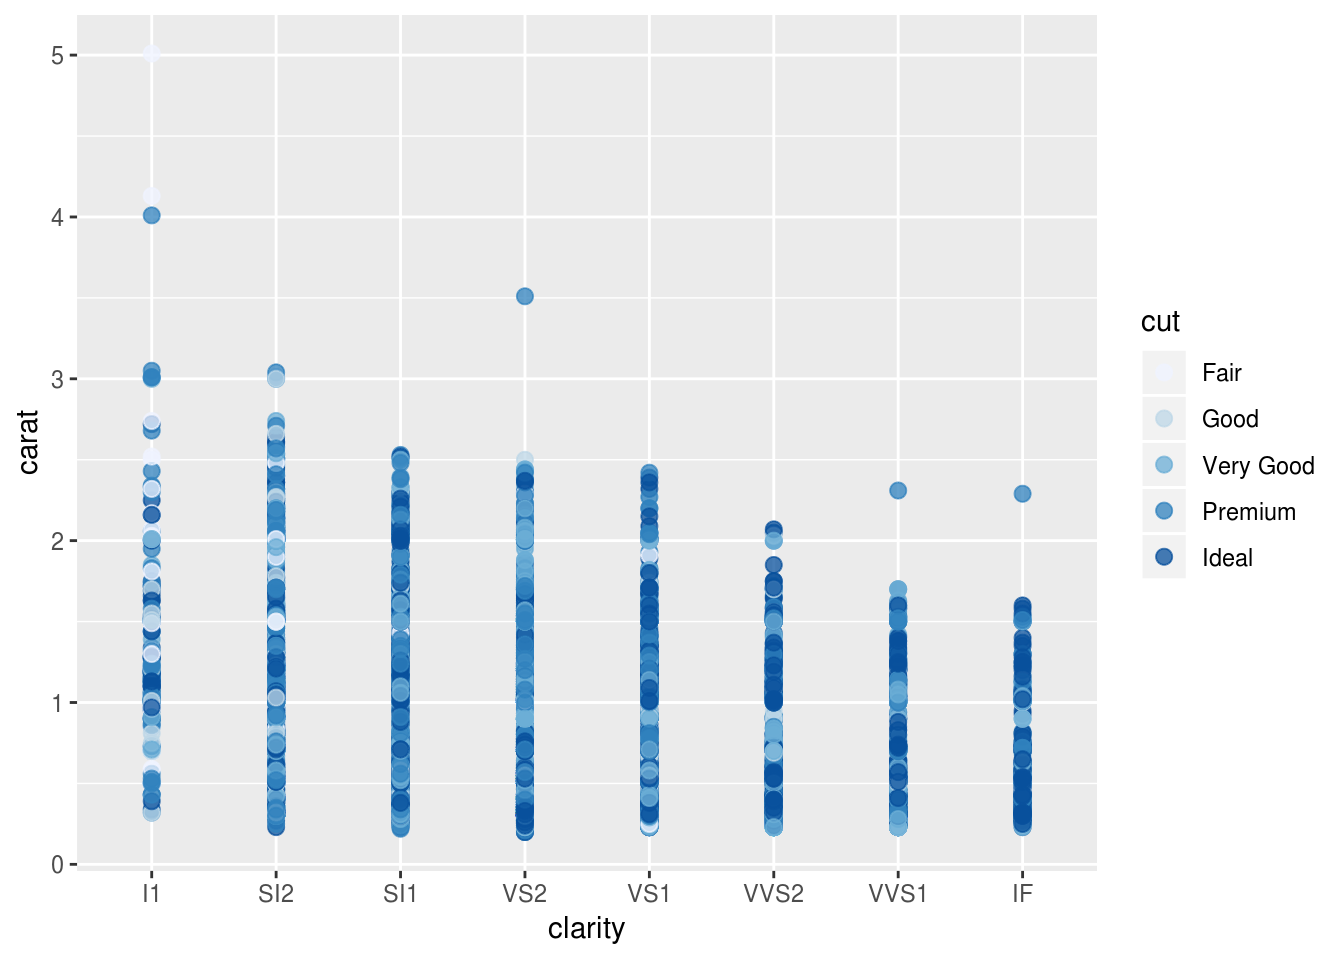 5
4
3
2
1
0
carat
I1 SI2 SI1 VS2 VS1 VVS2 VVS1 IF
clarity
cut
Fair
Good
Very Good
Premium
Ideal